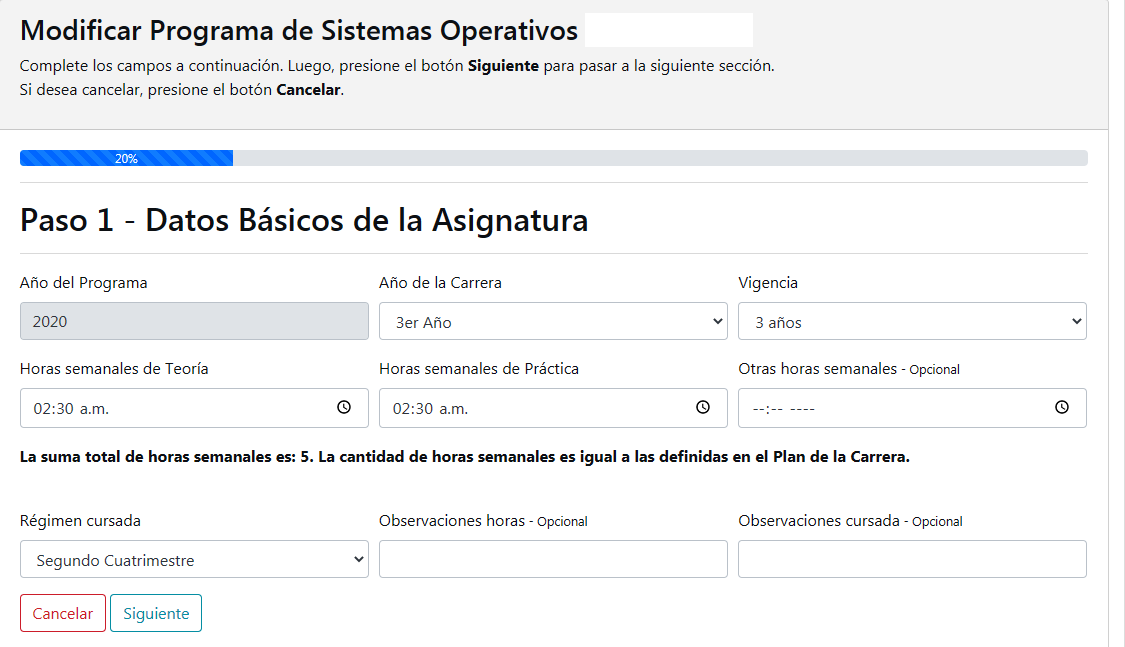 Modificar Programa de Sistemas Operativos
Complete los campos a continuación. Luego, presione el botón Siguiente para pasar a la siguiente sección.
Si desea cancelar, presione el botón Cancelar.
20%
Paso 1 - Datos Básicos de la Asignatura
Año del Programa
Año de la Carrera
Vigencia
2020
3er Año
3 años
Horas semanales de Teoría
Horas semanales de Práctica
Otras horas semanales - Opcional
02:30 a.m.
02:30 a.m.
--:-- ----
La suma total de horas semanales es: 5. La cantidad de horas semanales es igual a las definidas en el Plan de la Carrera.
Régimen cursada
Observaciones horas - Opcional
Observaciones cursada - Opcional
Segundo Cuatrimestre
Cancelar
Siguiente